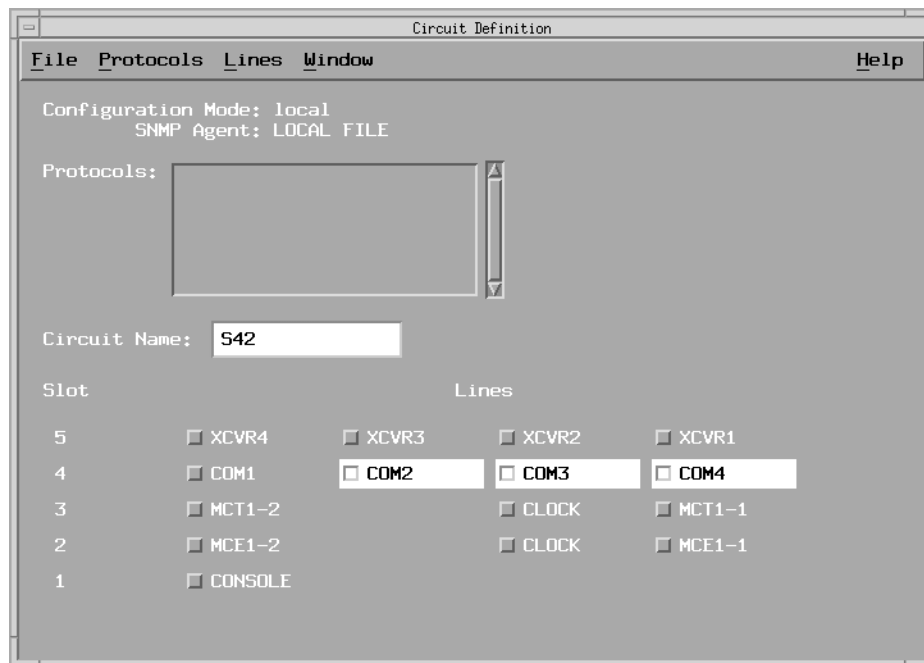 Circuit Definition
File Protocols Lines Window Help
Configuration Mode: local
SNMP Agent: LOCAL FILE
Protocols:
Circuit Name: S42
Slot Lines
5 XCVR4 XCVR3 XCVR2 XCVR1
4 COM1 COM2 COM3 COM4
3 MCT1-2 CLOCK MCT1-1
2 MCE1-2 CLOCK MCE1-1
1 CONSOLE